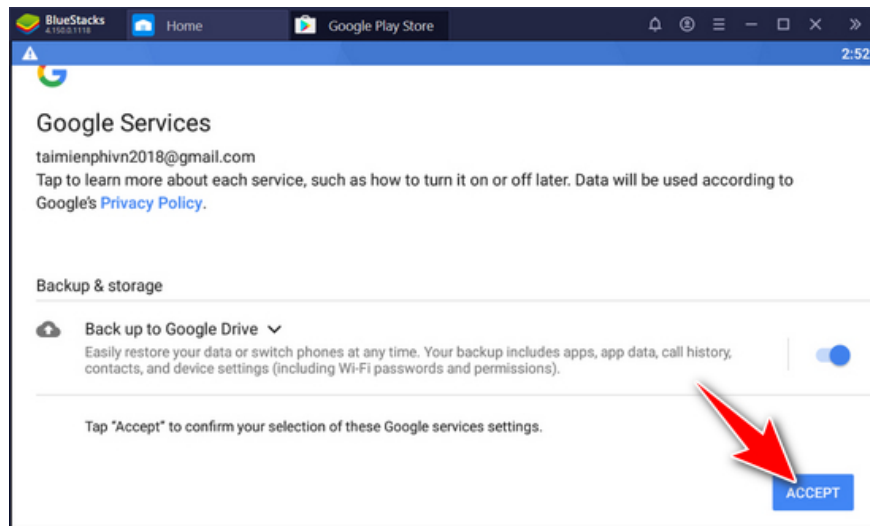 BlueStacks
4.150.0.1118
Home
Google Play Store
2:52
Google Services
taimienphivn2018@gmail.com
Tap to learn more about each service, such as how to turn it on or off later. Data will be used according to
Google's Privacy Policy.
Backup & storage
Back up to Google Drive
Easily restore your data or switch phones at any time. Your backup includes apps, app data, call history,
contacts, and device settings (including Wi-Fi passwords and permissions).
Tap "Accept" to confirm your selection of these Google services settings.
ACCEPT